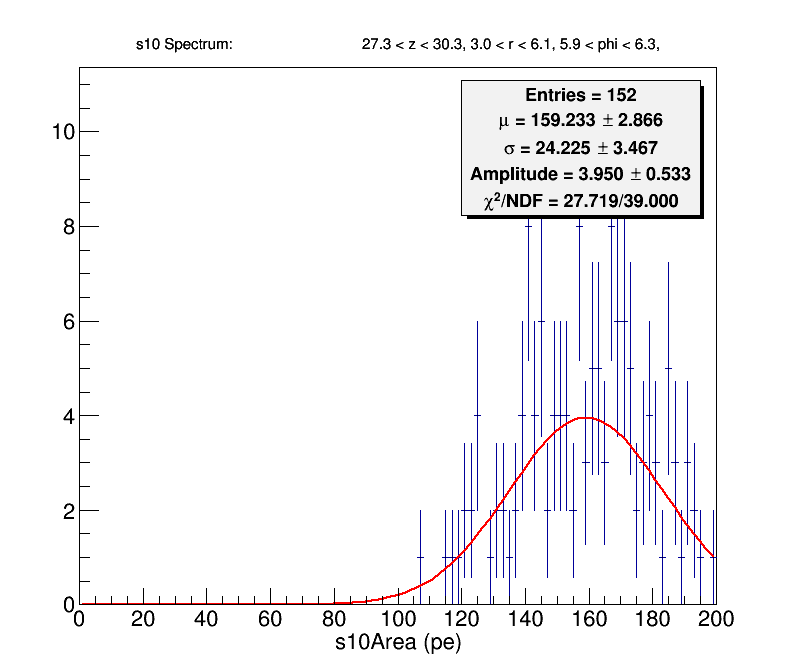 s10 Spectrum: 27.3 < z < 30.3, 3.0 < r < 6.1, 5.9 < phi < 6.3,
Entries = 152
μ = 159.233 ± 2.866
σ = 24.225 ± 3.467
Amplitude = 3.950 ± 0.533
χ²/NDF = 27.719/39.000
10
8
6
4
2
0
0 20 40 60 80 100 120 140 160 180 200
s10Area (pe)